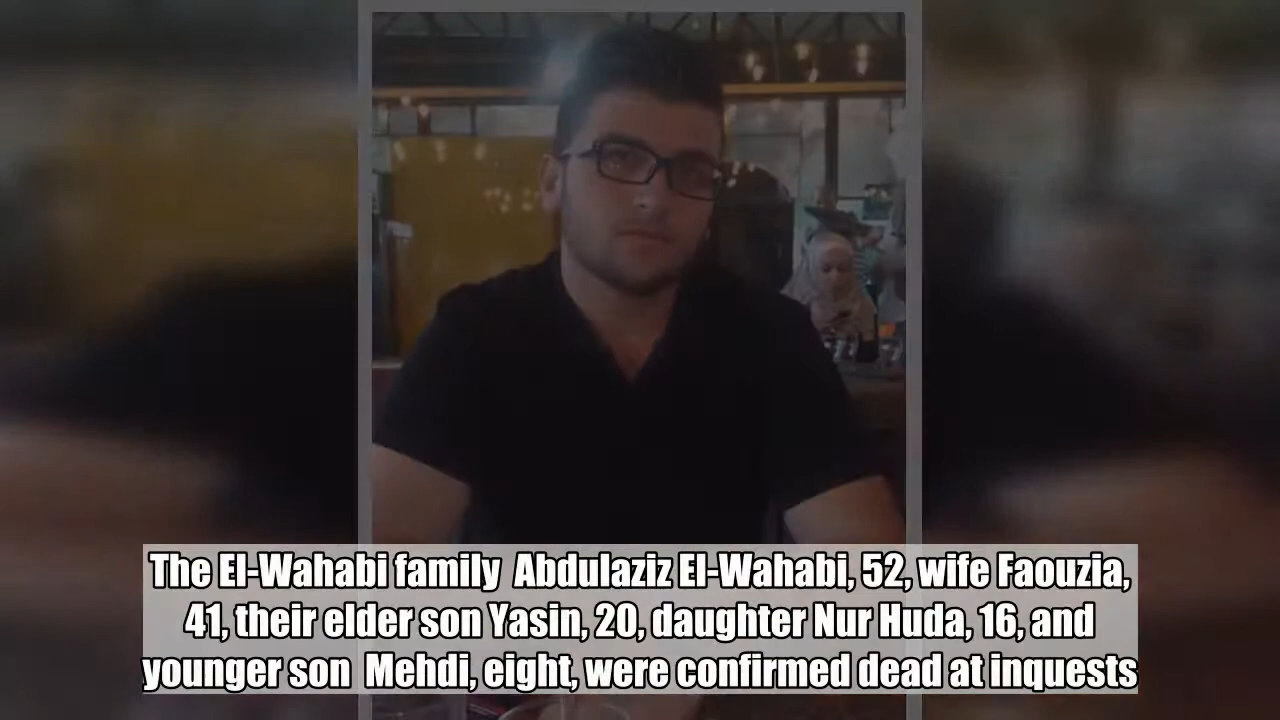 The El-Wahabi family  Abdulaziz El-Wahabi, 52, wife Faouzia,
41, their elder son Yasin, 20, daughter Nur Huda, 16, and
younger son  Mehdi, eight, were confirmed dead at inquests